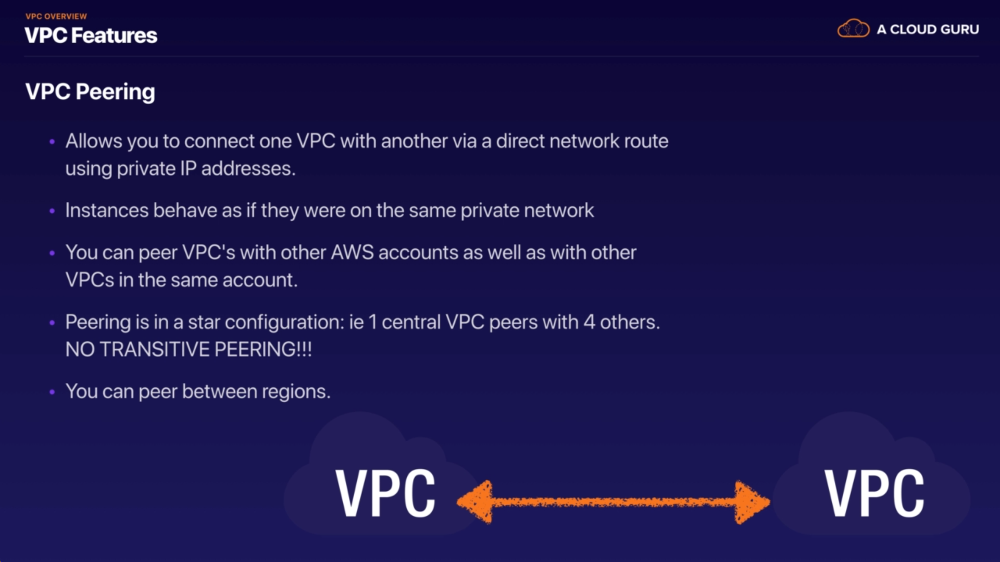 VPC OVERVIEW
VPC Features
A CLOUD GURU
VPC Peering
• Allows you to connect one VPC with another via a direct network route
using private IP addresses.
• Instances behave as if they were on the same private network
• You can peer VPC's with other AWS accounts as well as with other
VPCs in the same account.
• Peering is in a star configuration: ie 1 central VPC peers with 4 others.
NO TRANSITIVE PEERING!!!
• You can peer between regions.
VPC
VPC